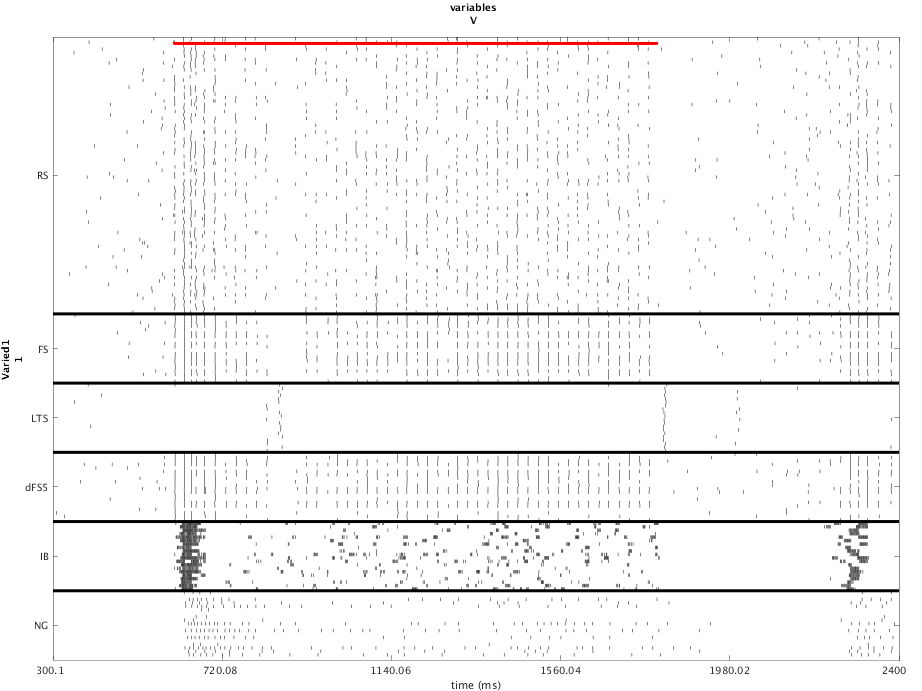 variables
V
RS
FS
LTS
dFS5
IB
NG
Varied1
1
300.1
720.08
1140.06
1560.04
1980.02
2400
time (ms)